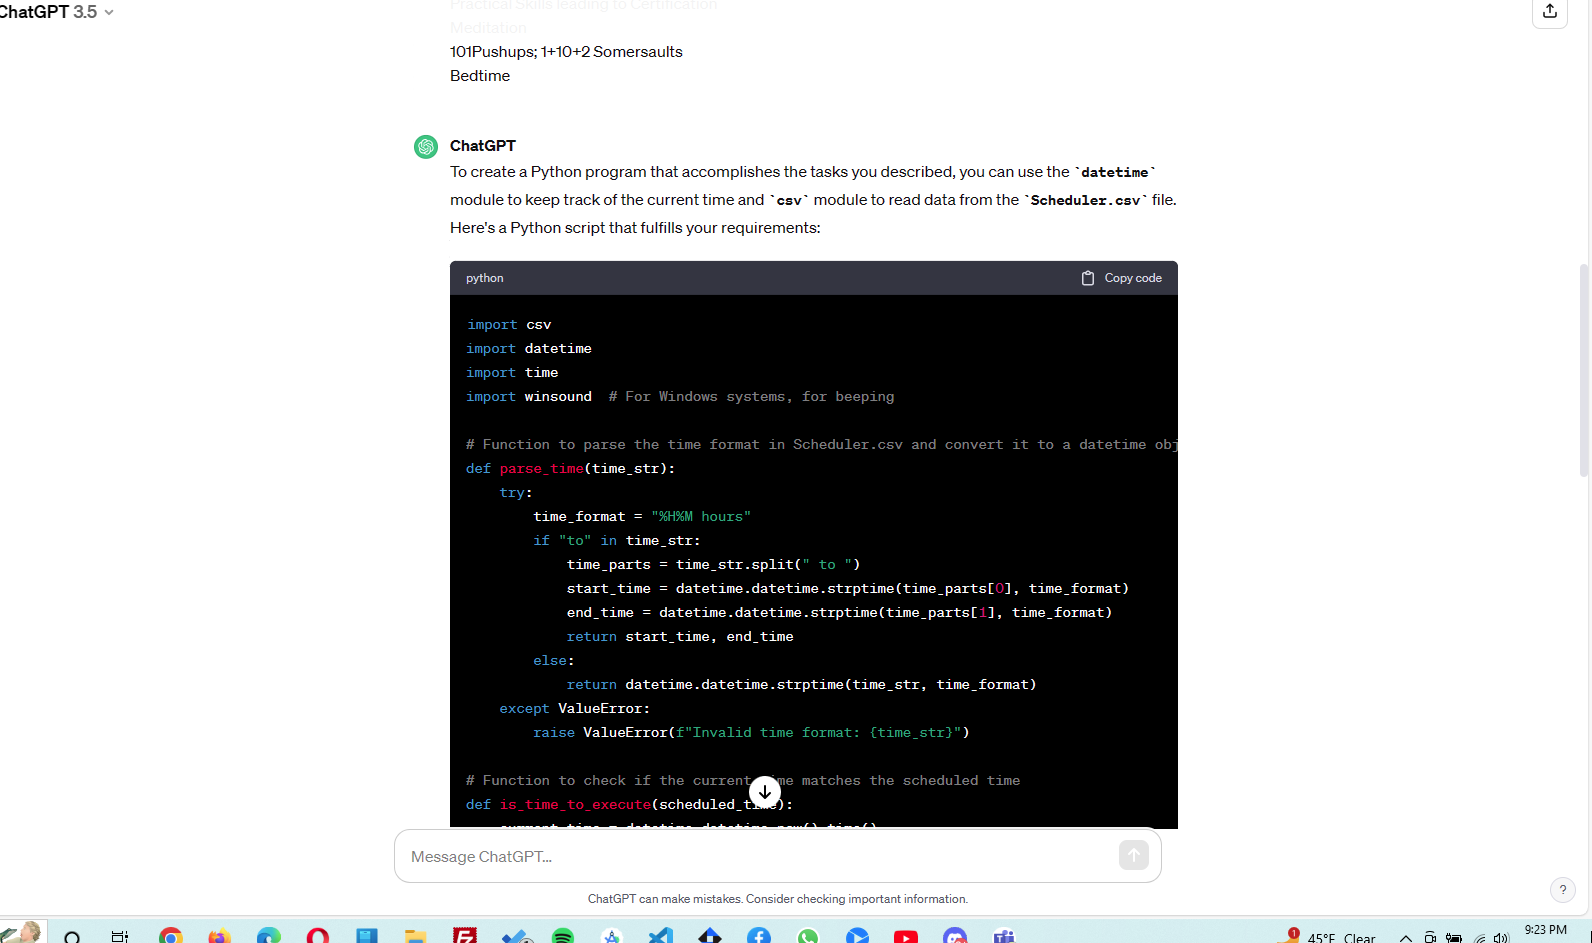 ChatGPT 3.5
Practical Skills leading to Certification
Meditation
101Pushups; 1+10+2 Somersaults
Bedtime
ChatGPT
To create a Python program that accomplishes the tasks you described, you can use the `datetime`
module to keep track of the current time and `csv` module to read data from the `Scheduler.csv` file.
Here's a Python script that fulfills your requirements:
python
Copy code
import csv
import datetime
import time
import winsound  # For Windows systems, for beeping
# Function to parse the time format in Scheduler.csv and convert it to a datetime obj
def parse_time(time_str):
    try:
        time_format = "%H%M hours"
        if "to" in time_str:
            time_parts = time_str.split(" to ")
            start_time = datetime.datetime.strptime(time_parts[0], time_format)
            end_time = datetime.datetime.strptime(time_parts[1], time_format)
            return start_time, end_time
        else:
            return datetime.datetime.strptime(time_str, time_format)
    except ValueError:
        raise ValueError(f"Invalid time format: {time_str}")
# Function to check if the current time matches the scheduled time
def is_time_to_execute(scheduled_time):
    current_time = datetime.datetime.now().time()
Message ChatGPT...
ChatGPT can make mistakes. Consider checking important information.
?
1
45°F Clear
9:23 PM